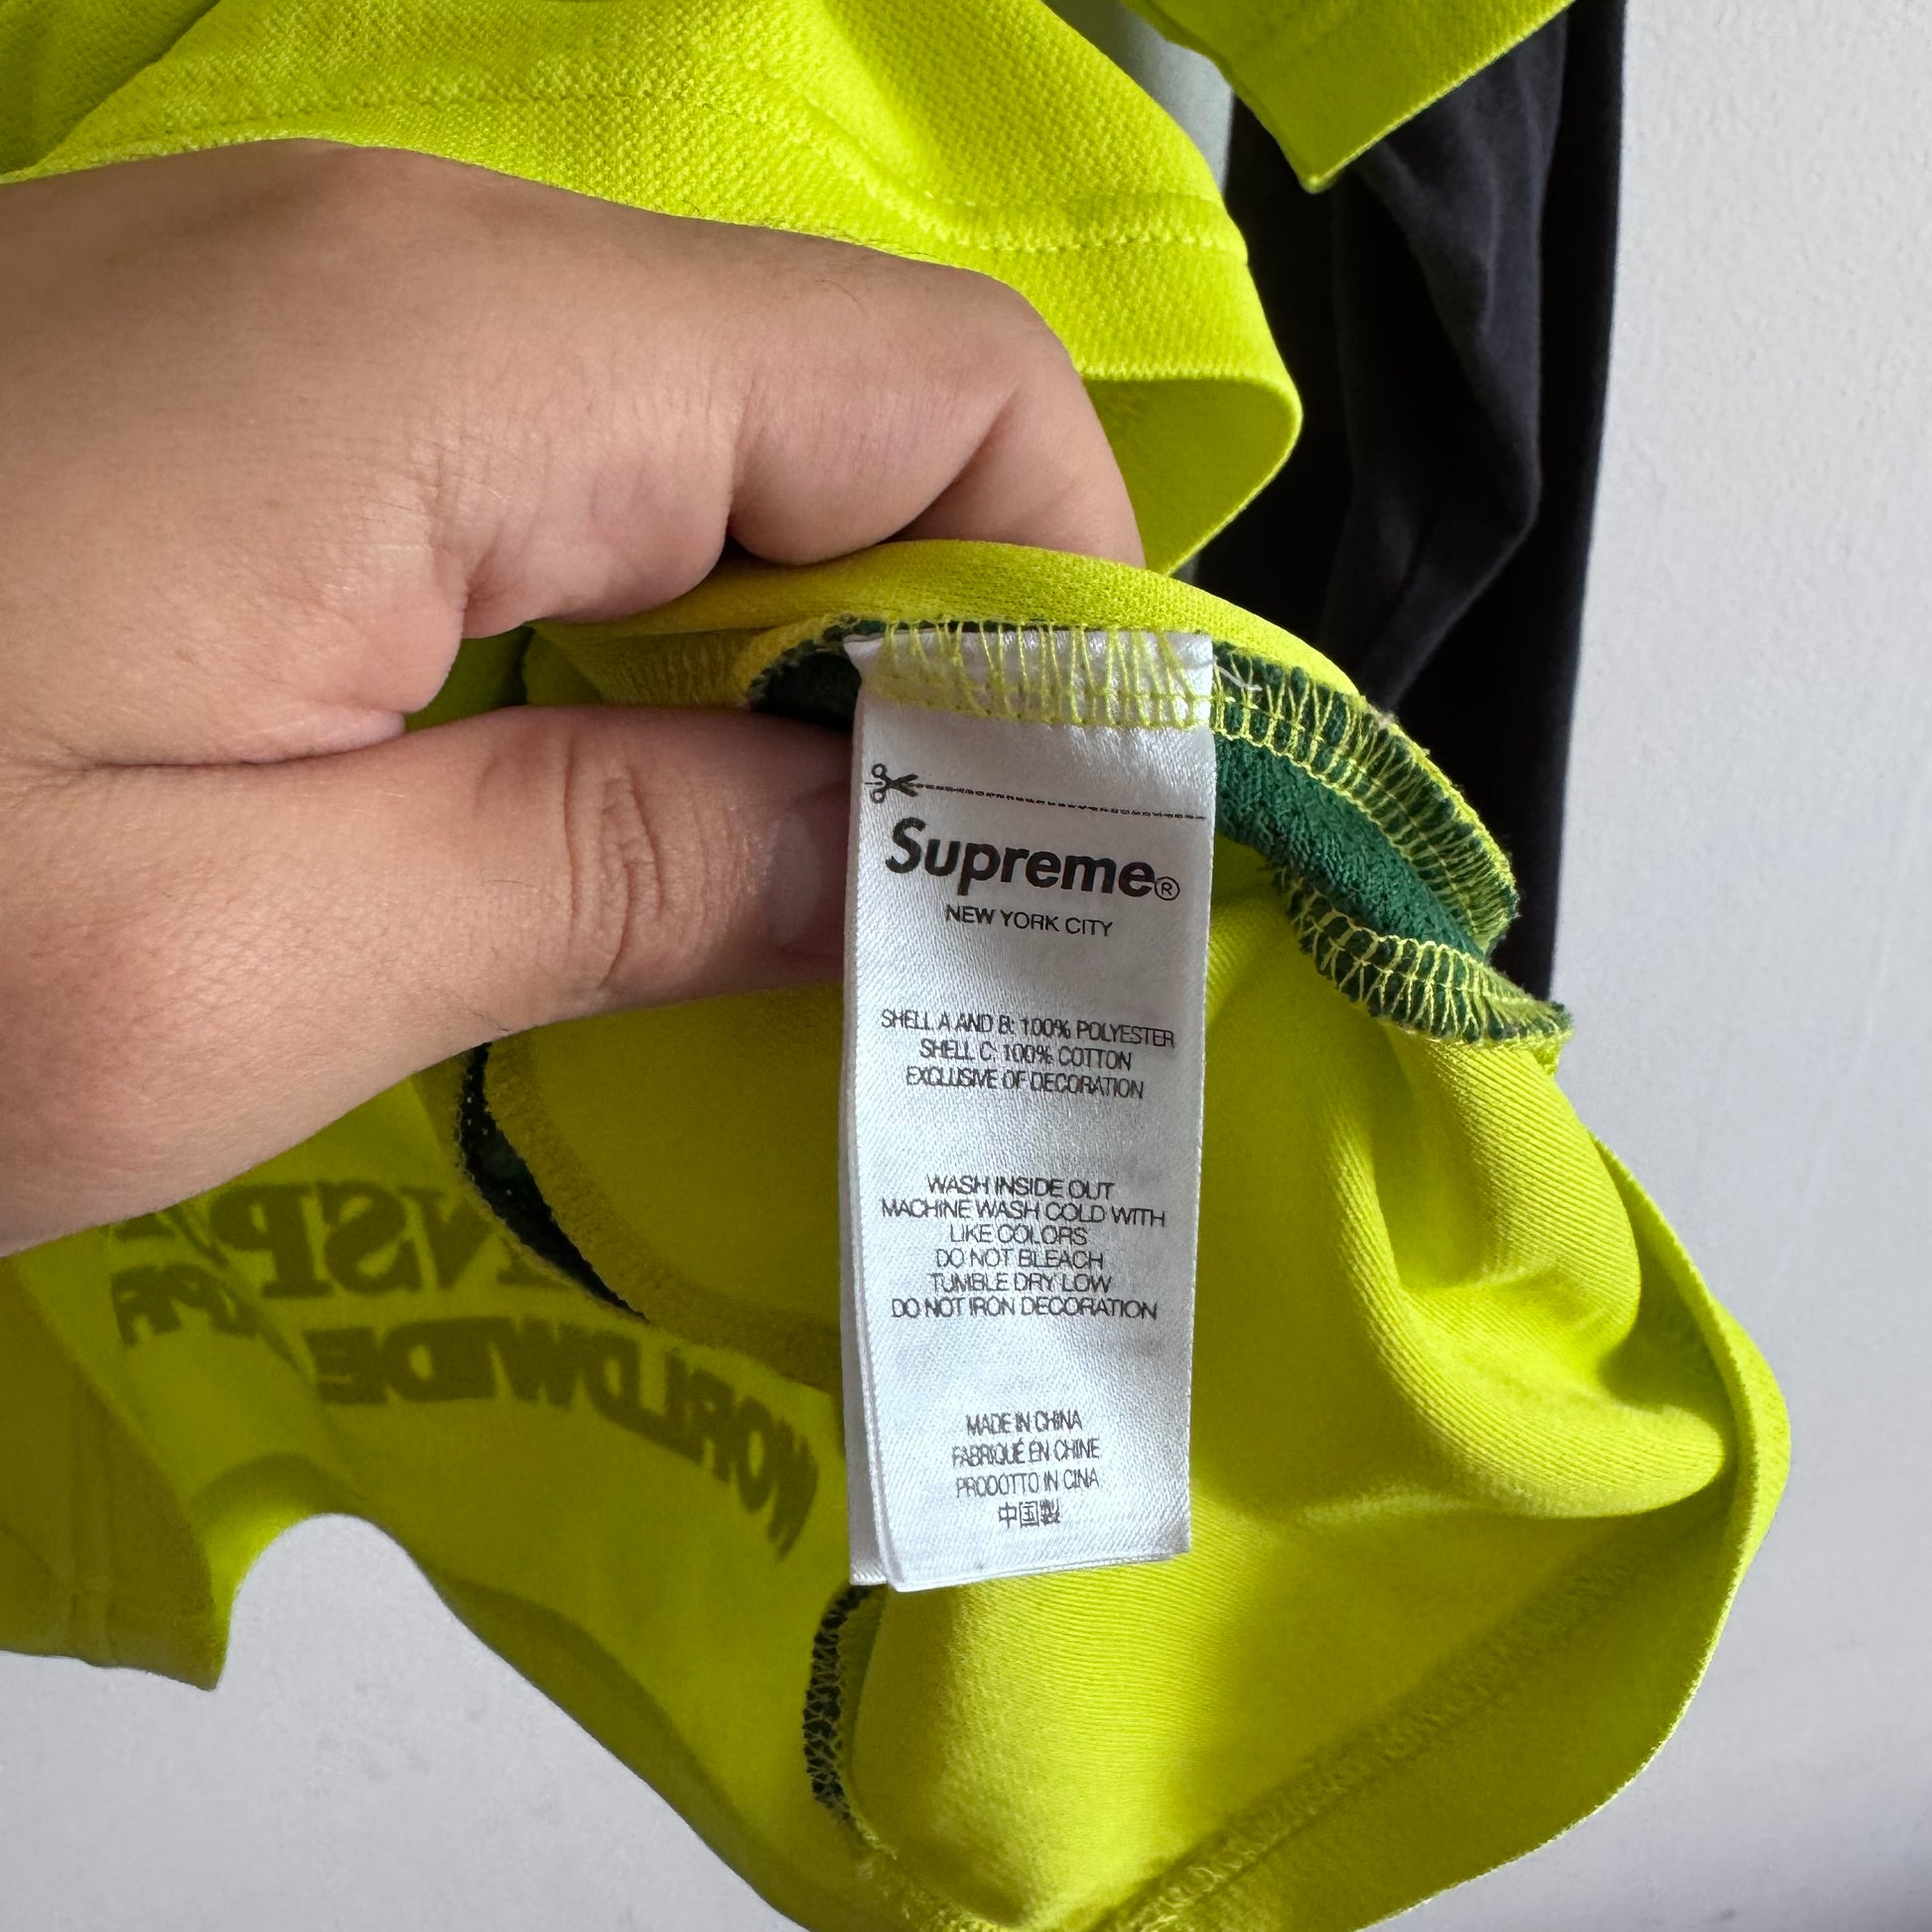 Supreme®
NEW YORK CITY
SHELL A AND B: 100% POLYESTER
SHELL C: 100% COTTON
EXCLUSIVE OF DECORATION
WASH INSIDE OUT
MACHINE WASH COLD WITH
LIKE COLORS
DO NOT BLEACH
TUMBLE DRY LOW
DO NOT IRON DECORATION
MADE IN CHINA
FABRIQUÉ EN CHINE
PRODOTTO IN CINA
中国製
WORLDWIDE